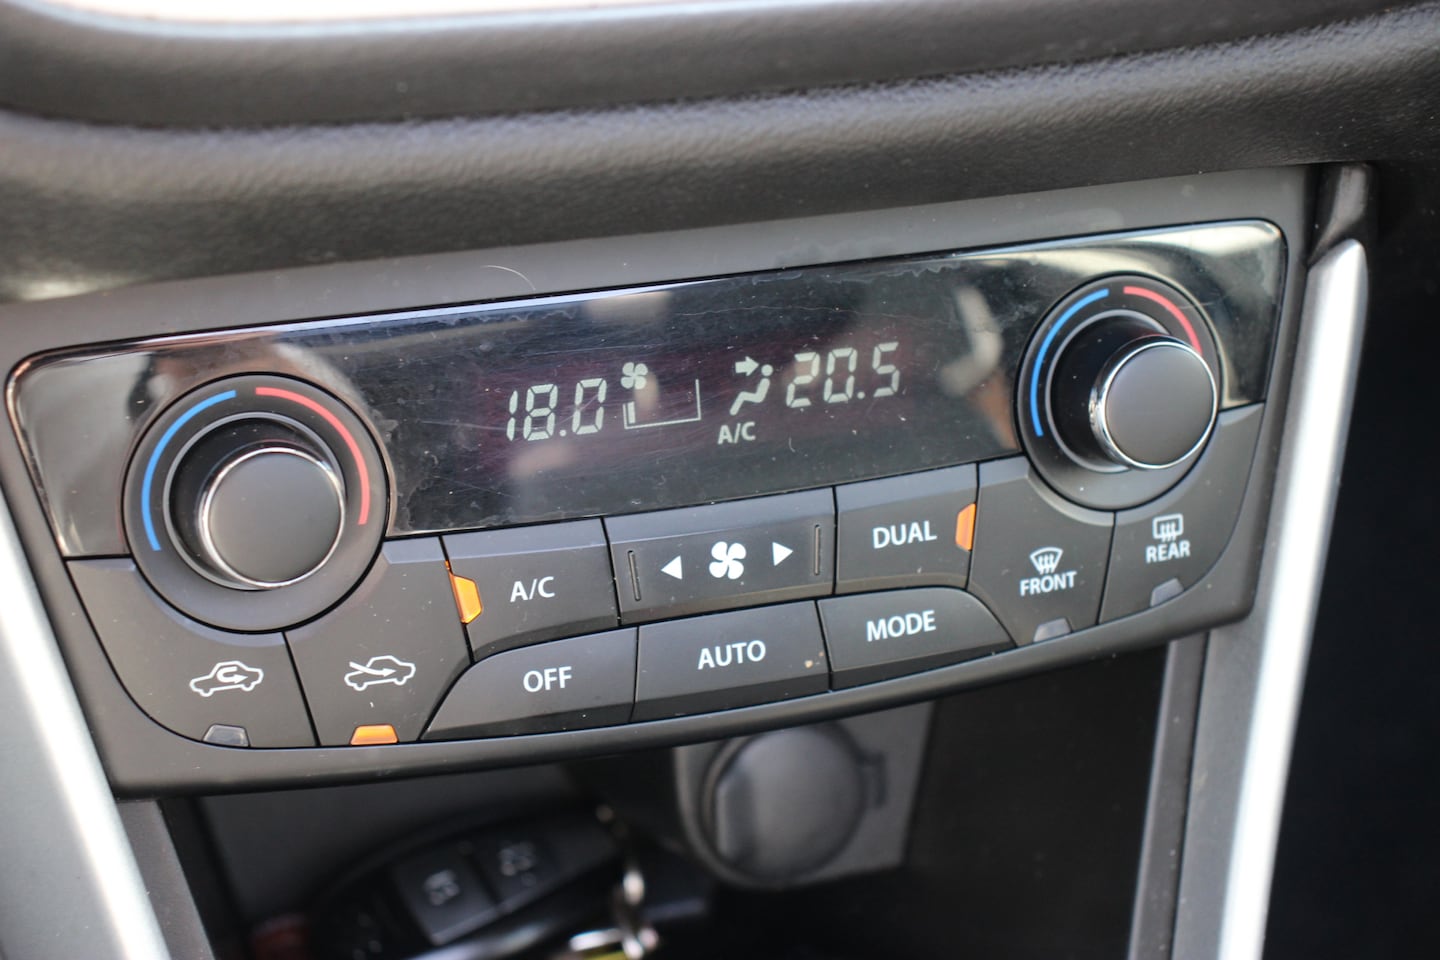 18.0
20.5
A/C
A/C
DUAL
FRONT
REAR
OFF
AUTO
MODE